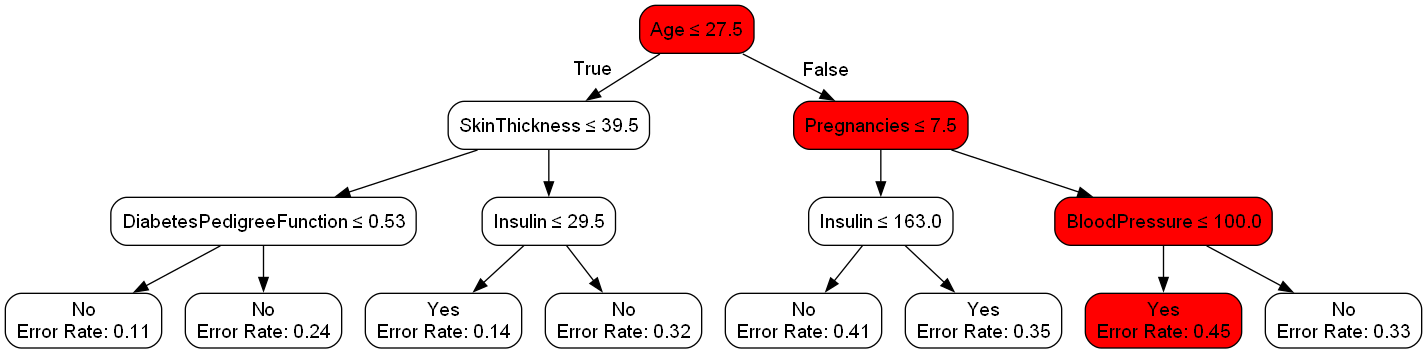 Age ≤ 27.5
True
False
SkinThickness ≤ 39.5
Pregnancies ≤ 7.5
DiabetesPedigreeFunction ≤ 0.53
Insulin ≤ 29.5
Insulin ≤ 163.0
BloodPressure ≤ 100.0
No
Error Rate: 0.11
No
Error Rate: 0.24
Yes
Error Rate: 0.14
No
Error Rate: 0.32
No
Error Rate: 0.41
Yes
Error Rate: 0.35
Yes
Error Rate: 0.45
No
Error Rate: 0.33